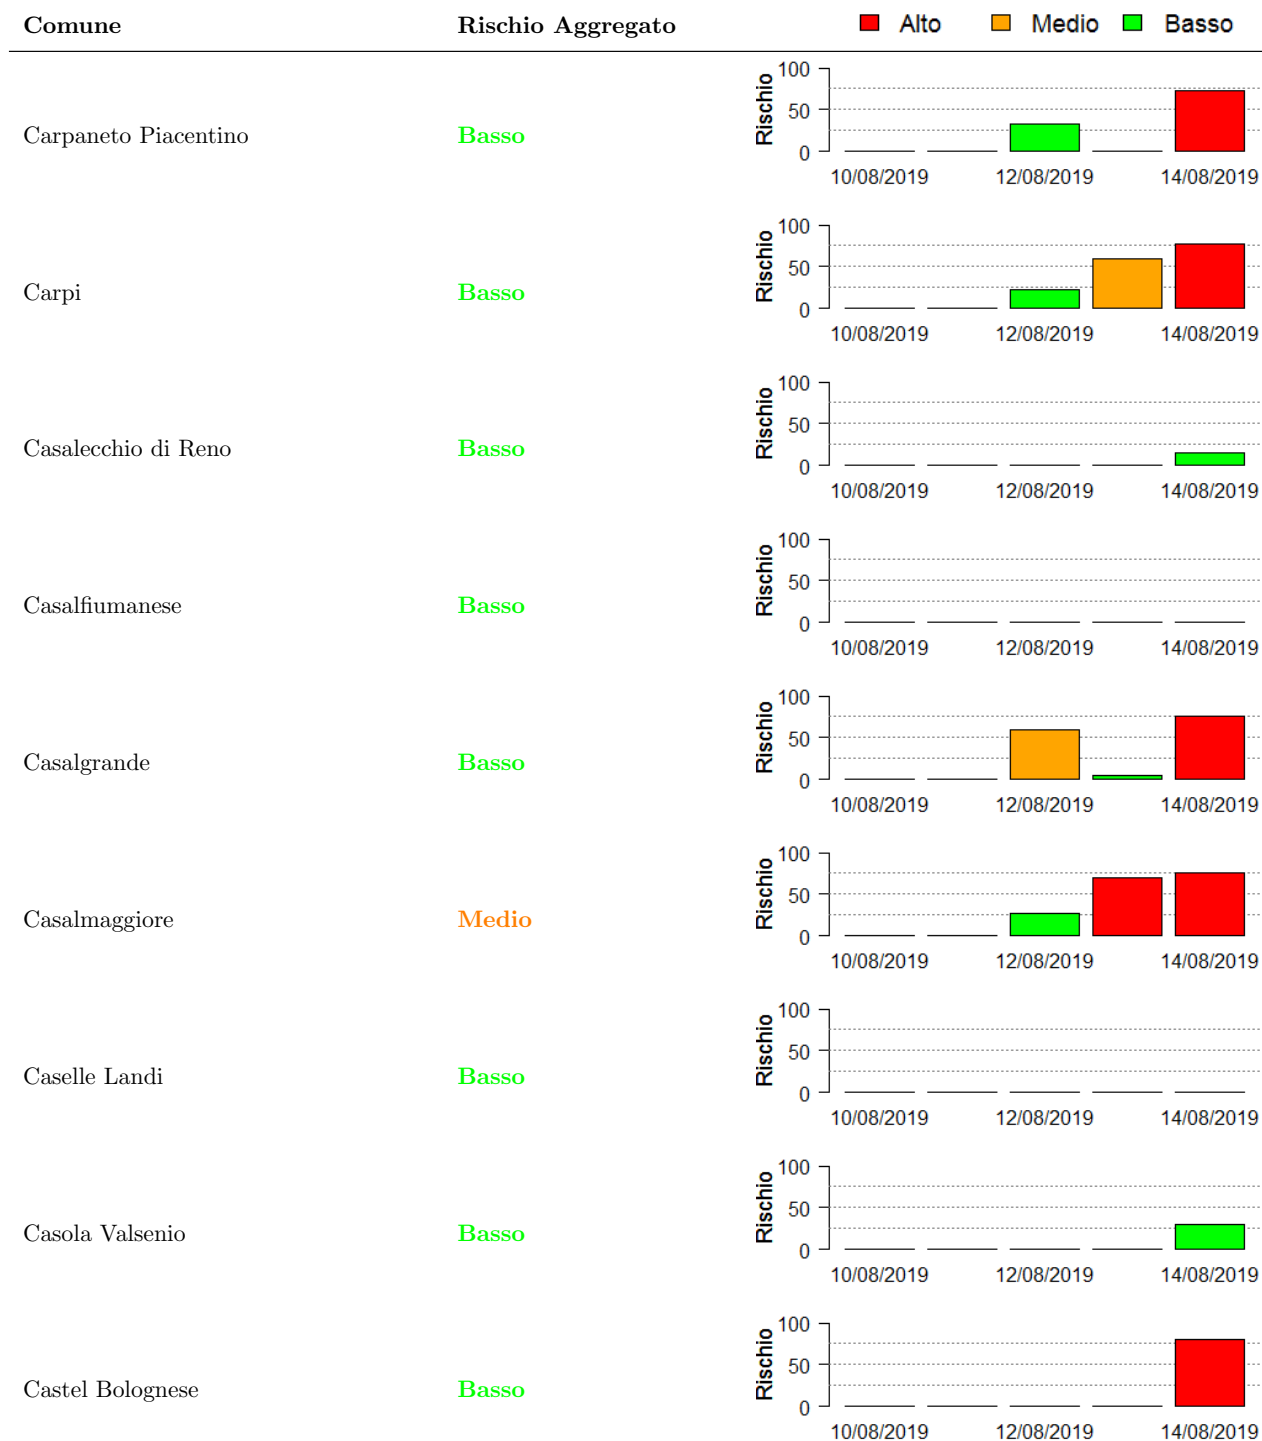 Comune Rischio Aggregato Alto Medio Basso
100
50
0
Rischio
Carpaneto Piacentino Basso
10/08/2019 12/08/2019 14/08/2019
100
50
0
Rischio
Carpi Basso
10/08/2019 12/08/2019 14/08/2019
100
50
0
Rischio
Casalecchio di Reno Basso
10/08/2019 12/08/2019 14/08/2019
100
50
0
Rischio
Casalfiumanese Basso
10/08/2019 12/08/2019 14/08/2019
100
50
0
Rischio
Casalgrande Basso
10/08/2019 12/08/2019 14/08/2019
100
50
0
Rischio
Casalmaggiore Medio
10/08/2019 12/08/2019 14/08/2019
100
50
0
Rischio
Caselle Landi Basso
10/08/2019 12/08/2019 14/08/2019
100
50
0
Rischio
Casola Valsenio Basso
10/08/2019 12/08/2019 14/08/2019
100
50
0
Rischio
Castel Bolognese Basso
10/08/2019 12/08/2019 14/08/2019